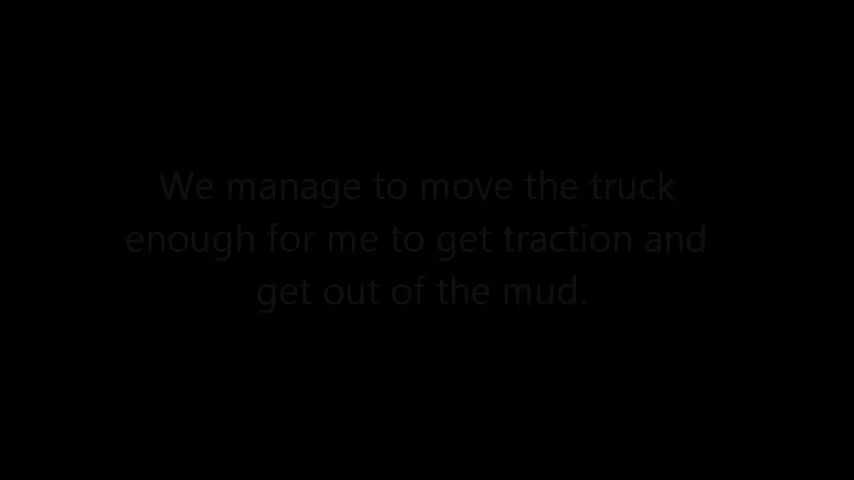 We manage to move the truck
enough for me to get traction and
get out of the mud.